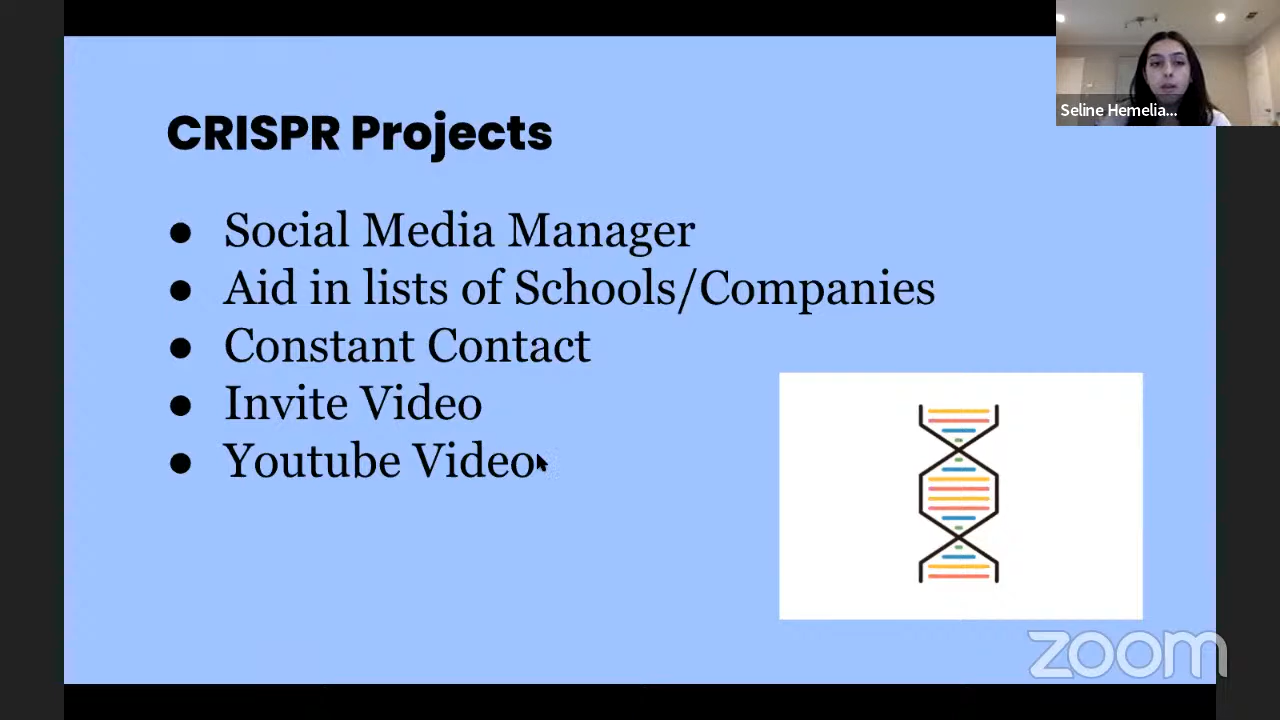 Seline Hemelia...
CRISPR Projects
● Social Media Manager
● Aid in lists of Schools/Companies
● Constant Contact
● Invite Video
● Youtube Video
zoom